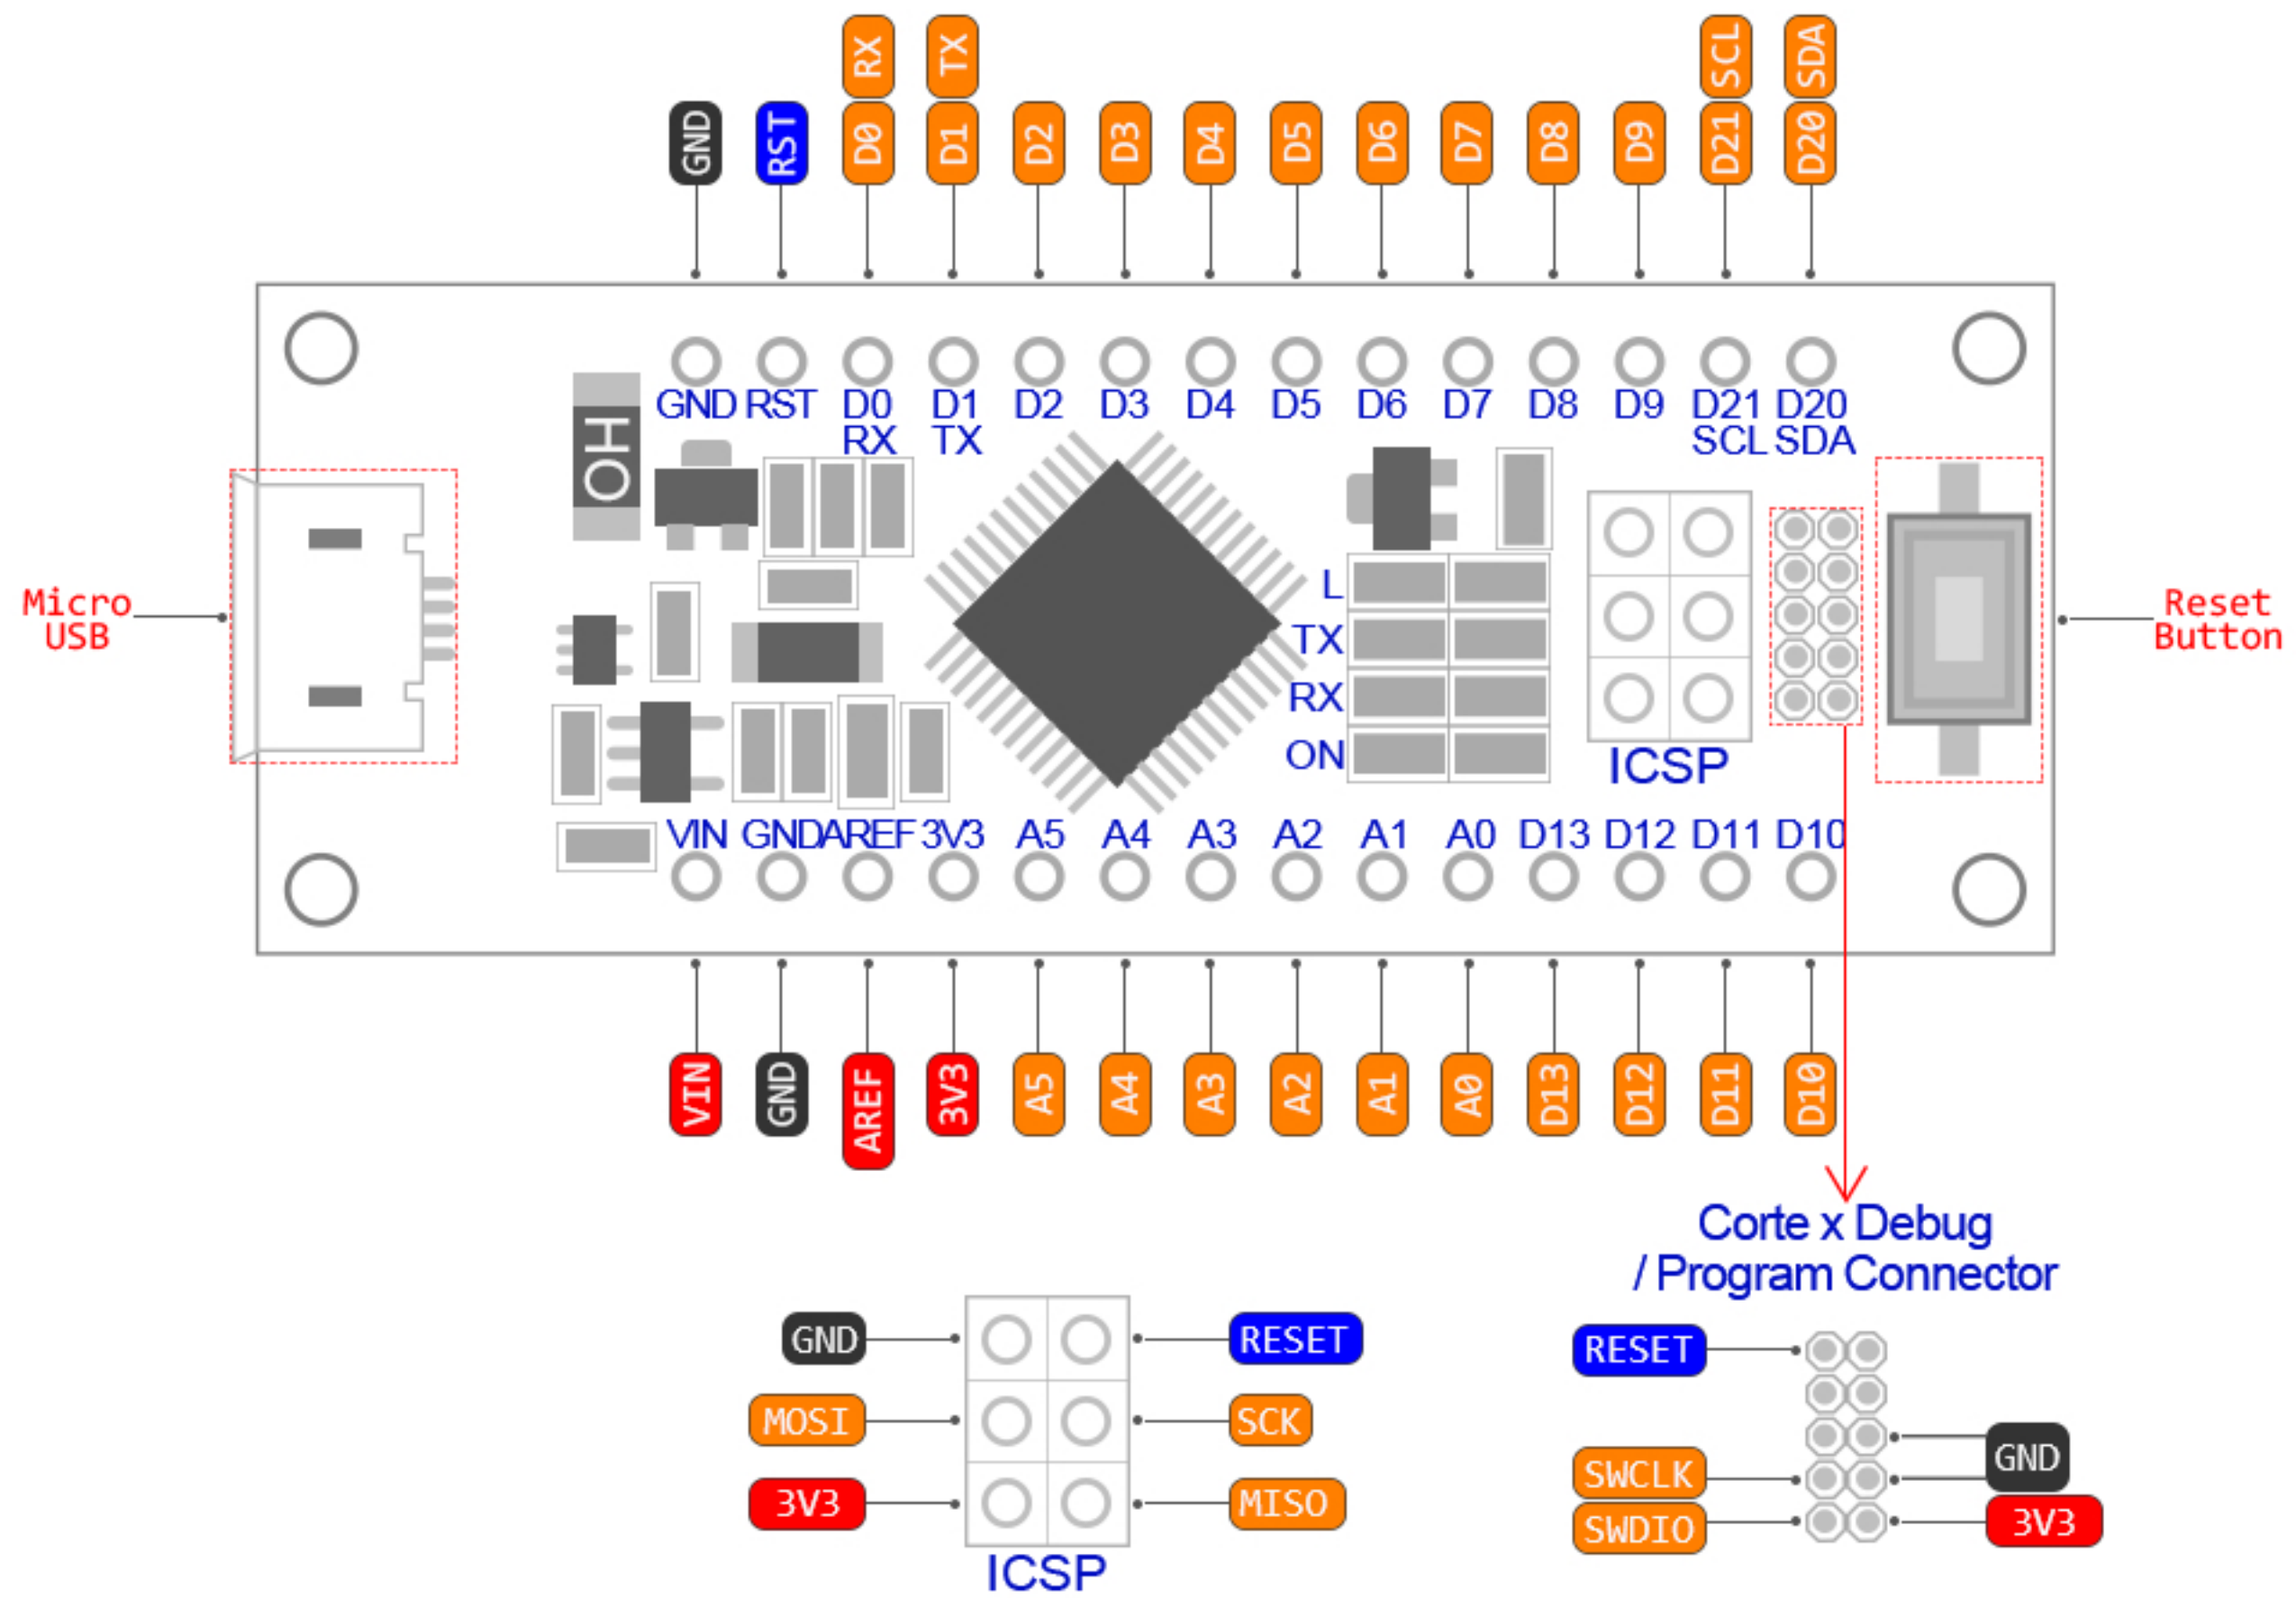 RX TX SCL SDA
GND RST D0 D1 D2 D3 D4 D5 D6 D7 D8 D9 D21 D20
GND RST D0 D1 D2 D3 D4 D5 D6 D7 D8 D9 D21 D20
RX TX SCL SDA
OH
Micro
USB
L
TX
RX
ON
ICSP
Reset
Button
VIN GND AREF 3V3 A5 A4 A3 A2 A1 A0 D13 D12 D11 D10
VIN GND AREF 3V3 A5 A4 A3 A2 A1 A0 D13 D12 D11 D10
Corte x Debug
/ Program Connector
GND RESET
MOSI SCK
3V3 MISO
ICSP
RESET
GND
SWCLK
SWDIO 3V3